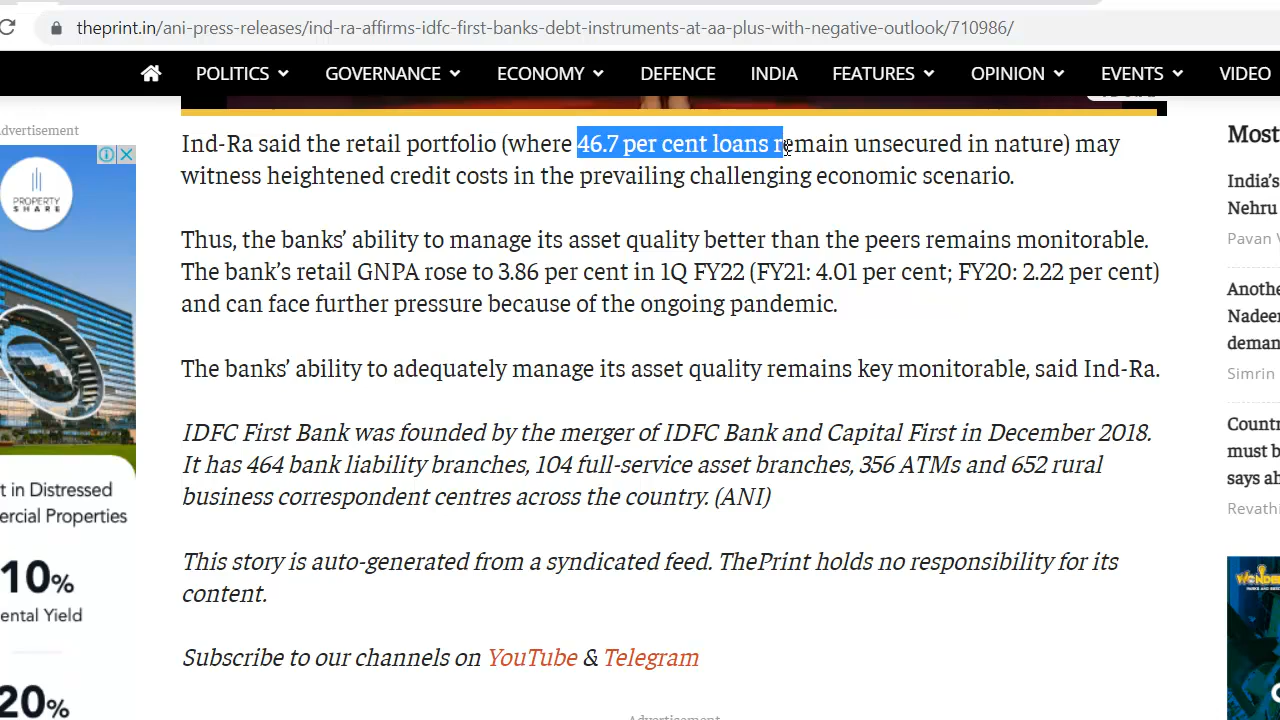 theprint.in/ani-press-releases/ind-ra-affirms-idfc-first-banks-debt-instruments-at-aa-plus-with-negative-outlook/710986/
POLITICS GOVERNANCE ECONOMY DEFENCE INDIA FEATURES OPINION EVENTS VIDEO
dvertisement
PROPERTY
SHARE
t in Distressed
ercial Properties
10%
ental Yield
20%
Ind-Ra said the retail portfolio (where 46.7 per cent loans remain unsecured in nature) may
witness heightened credit costs in the prevailing challenging economic scenario.
Thus, the banks’ ability to manage its asset quality better than the peers remains monitorable.
The bank’s retail GNPA rose to 3.86 per cent in 1Q FY22 (FY21: 4.01 per cent; FY20: 2.22 per cent)
and can face further pressure because of the ongoing pandemic.
The banks’ ability to adequately manage its asset quality remains key monitorable, said Ind-Ra.
IDFC First Bank was founded by the merger of IDFC Bank and Capital First in December 2018.
It has 464 bank liability branches, 104 full-service asset branches, 356 ATMs and 652 rural
business correspondent centres across the country. (ANI)
This story is auto-generated from a syndicated feed. ThePrint holds no responsibility for its
content.
Subscribe to our channels on YouTube & Telegram
Most
India’s
Nehru
Pavan V
Anothe
Nadeer
deman
Simrin
Countr
must b
says ah
Revathi